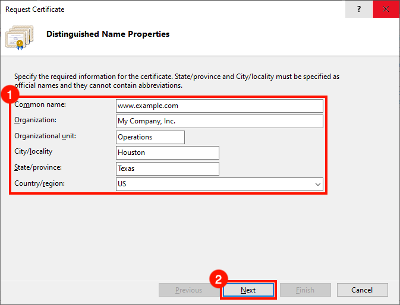 Request Certificate
?
Distinguished Name Properties
Specify the required information for the certificate. State/province and City/locality must be specified as
official names and they cannot contain abbreviations.
1
Common name: www.example.com
Organization: My Company, Inc.
Organizational unit: Operations
City/locality Houston
State/province: Texas
Country/region: US
2
Previous Next Finish Cancel